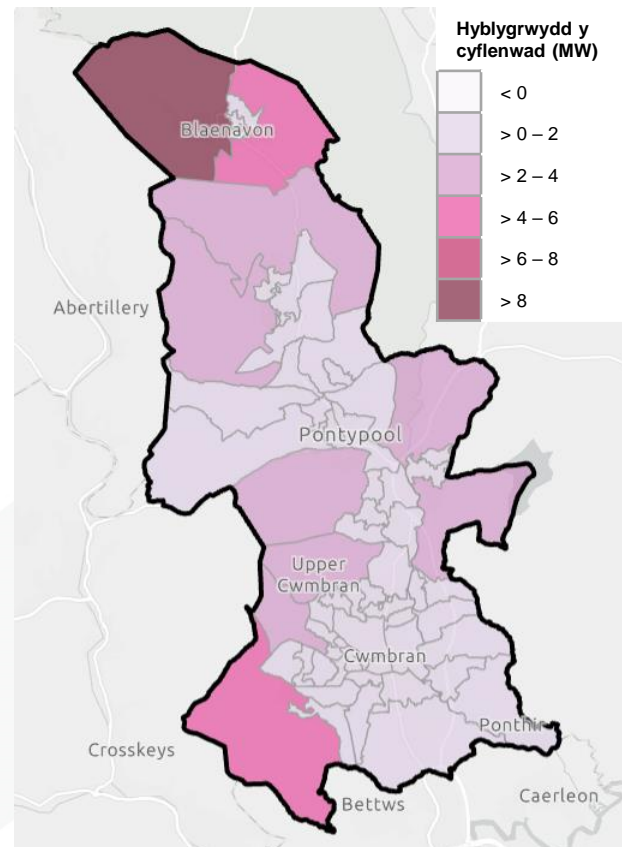 Hyblygrwydd y
cyflenwad (MW)
< 0
> 0 – 2
> 2 – 4
> 4 – 6
> 6 – 8
> 8
Blaenavon
Abertillery
Pontypool
Upper
Cwmbran
Cwmbran
Ponthir
Crosskeys
Bettws
Caerleon